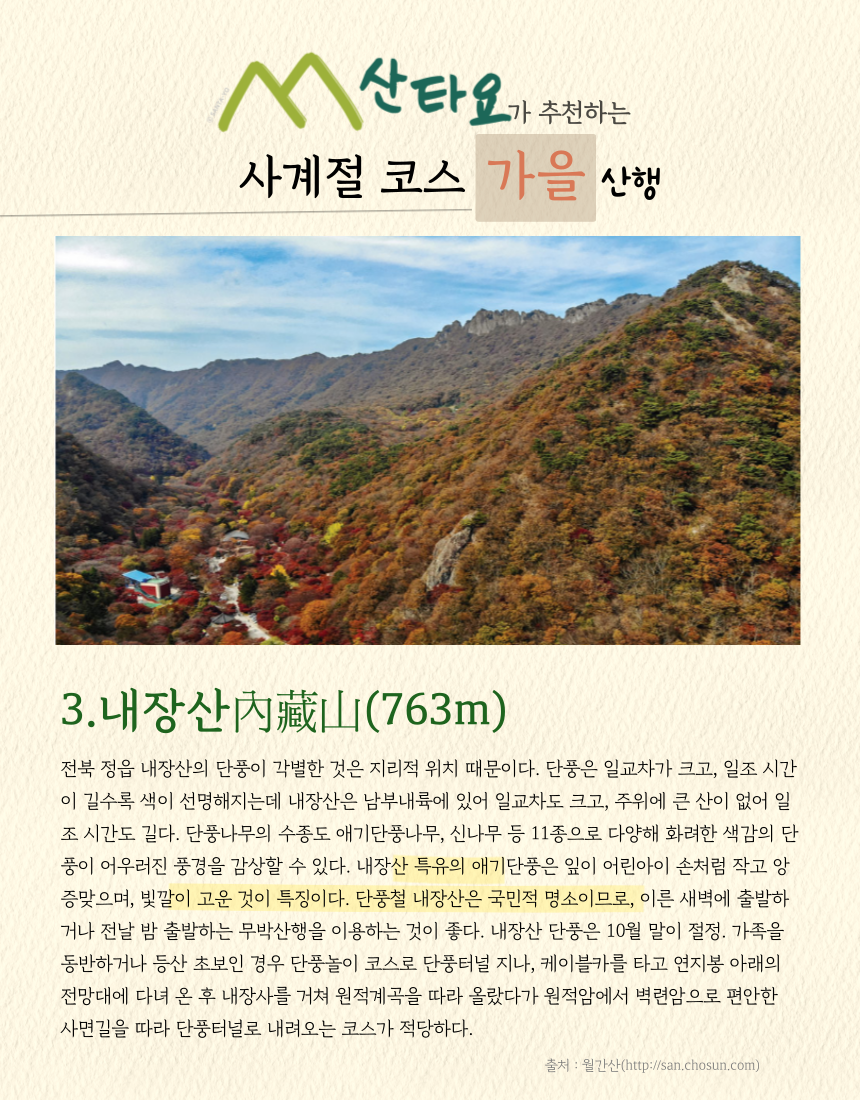 산타요가 추천하는
사계절 코스 가을 산행
3.내장산內藏山(763m)
전북 정읍 내장산의 단풍이 각별한 것은 지리적 위치 때문이다. 단풍은 일교차가 크고, 일조 시간
이 길수록 색이 선명해지는데 내장산은 남부내륙에 있어 일교차도 크고, 주위에 큰 산이 없어 일
조 시간도 길다. 단풍나무의 수종도 애기단풍나무, 신나무 등 11종으로 다양해 화려한 색감의 단
풍이 어우러진 풍경을 감상할 수 있다. 내장산 특유의 애기단풍은 잎이 어린아이 손처럼 작고 앙
증맞으며, 빛깔이 고운 것이 특징이다. 단풍철 내장산은 국민적 명소이므로, 이른 새벽에 출발하
거나 전날 밤 출발하는 무박산행을 이용하는 것이 좋다. 내장산 단풍은 10월 말이 절정. 가족을
동반하거나 등산 초보인 경우 단풍놀이 코스로 단풍터널 지나, 케이블카를 타고 연지봉 아래의
전망대에 다녀 온 후 내장사를 거쳐 원적계곡을 따라 올랐다가 원적암에서 벽련암으로 편안한
사면길을 따라 단풍터널로 내려오는 코스가 적당하다.
출처 : 월간산(http://san.chosun.com)